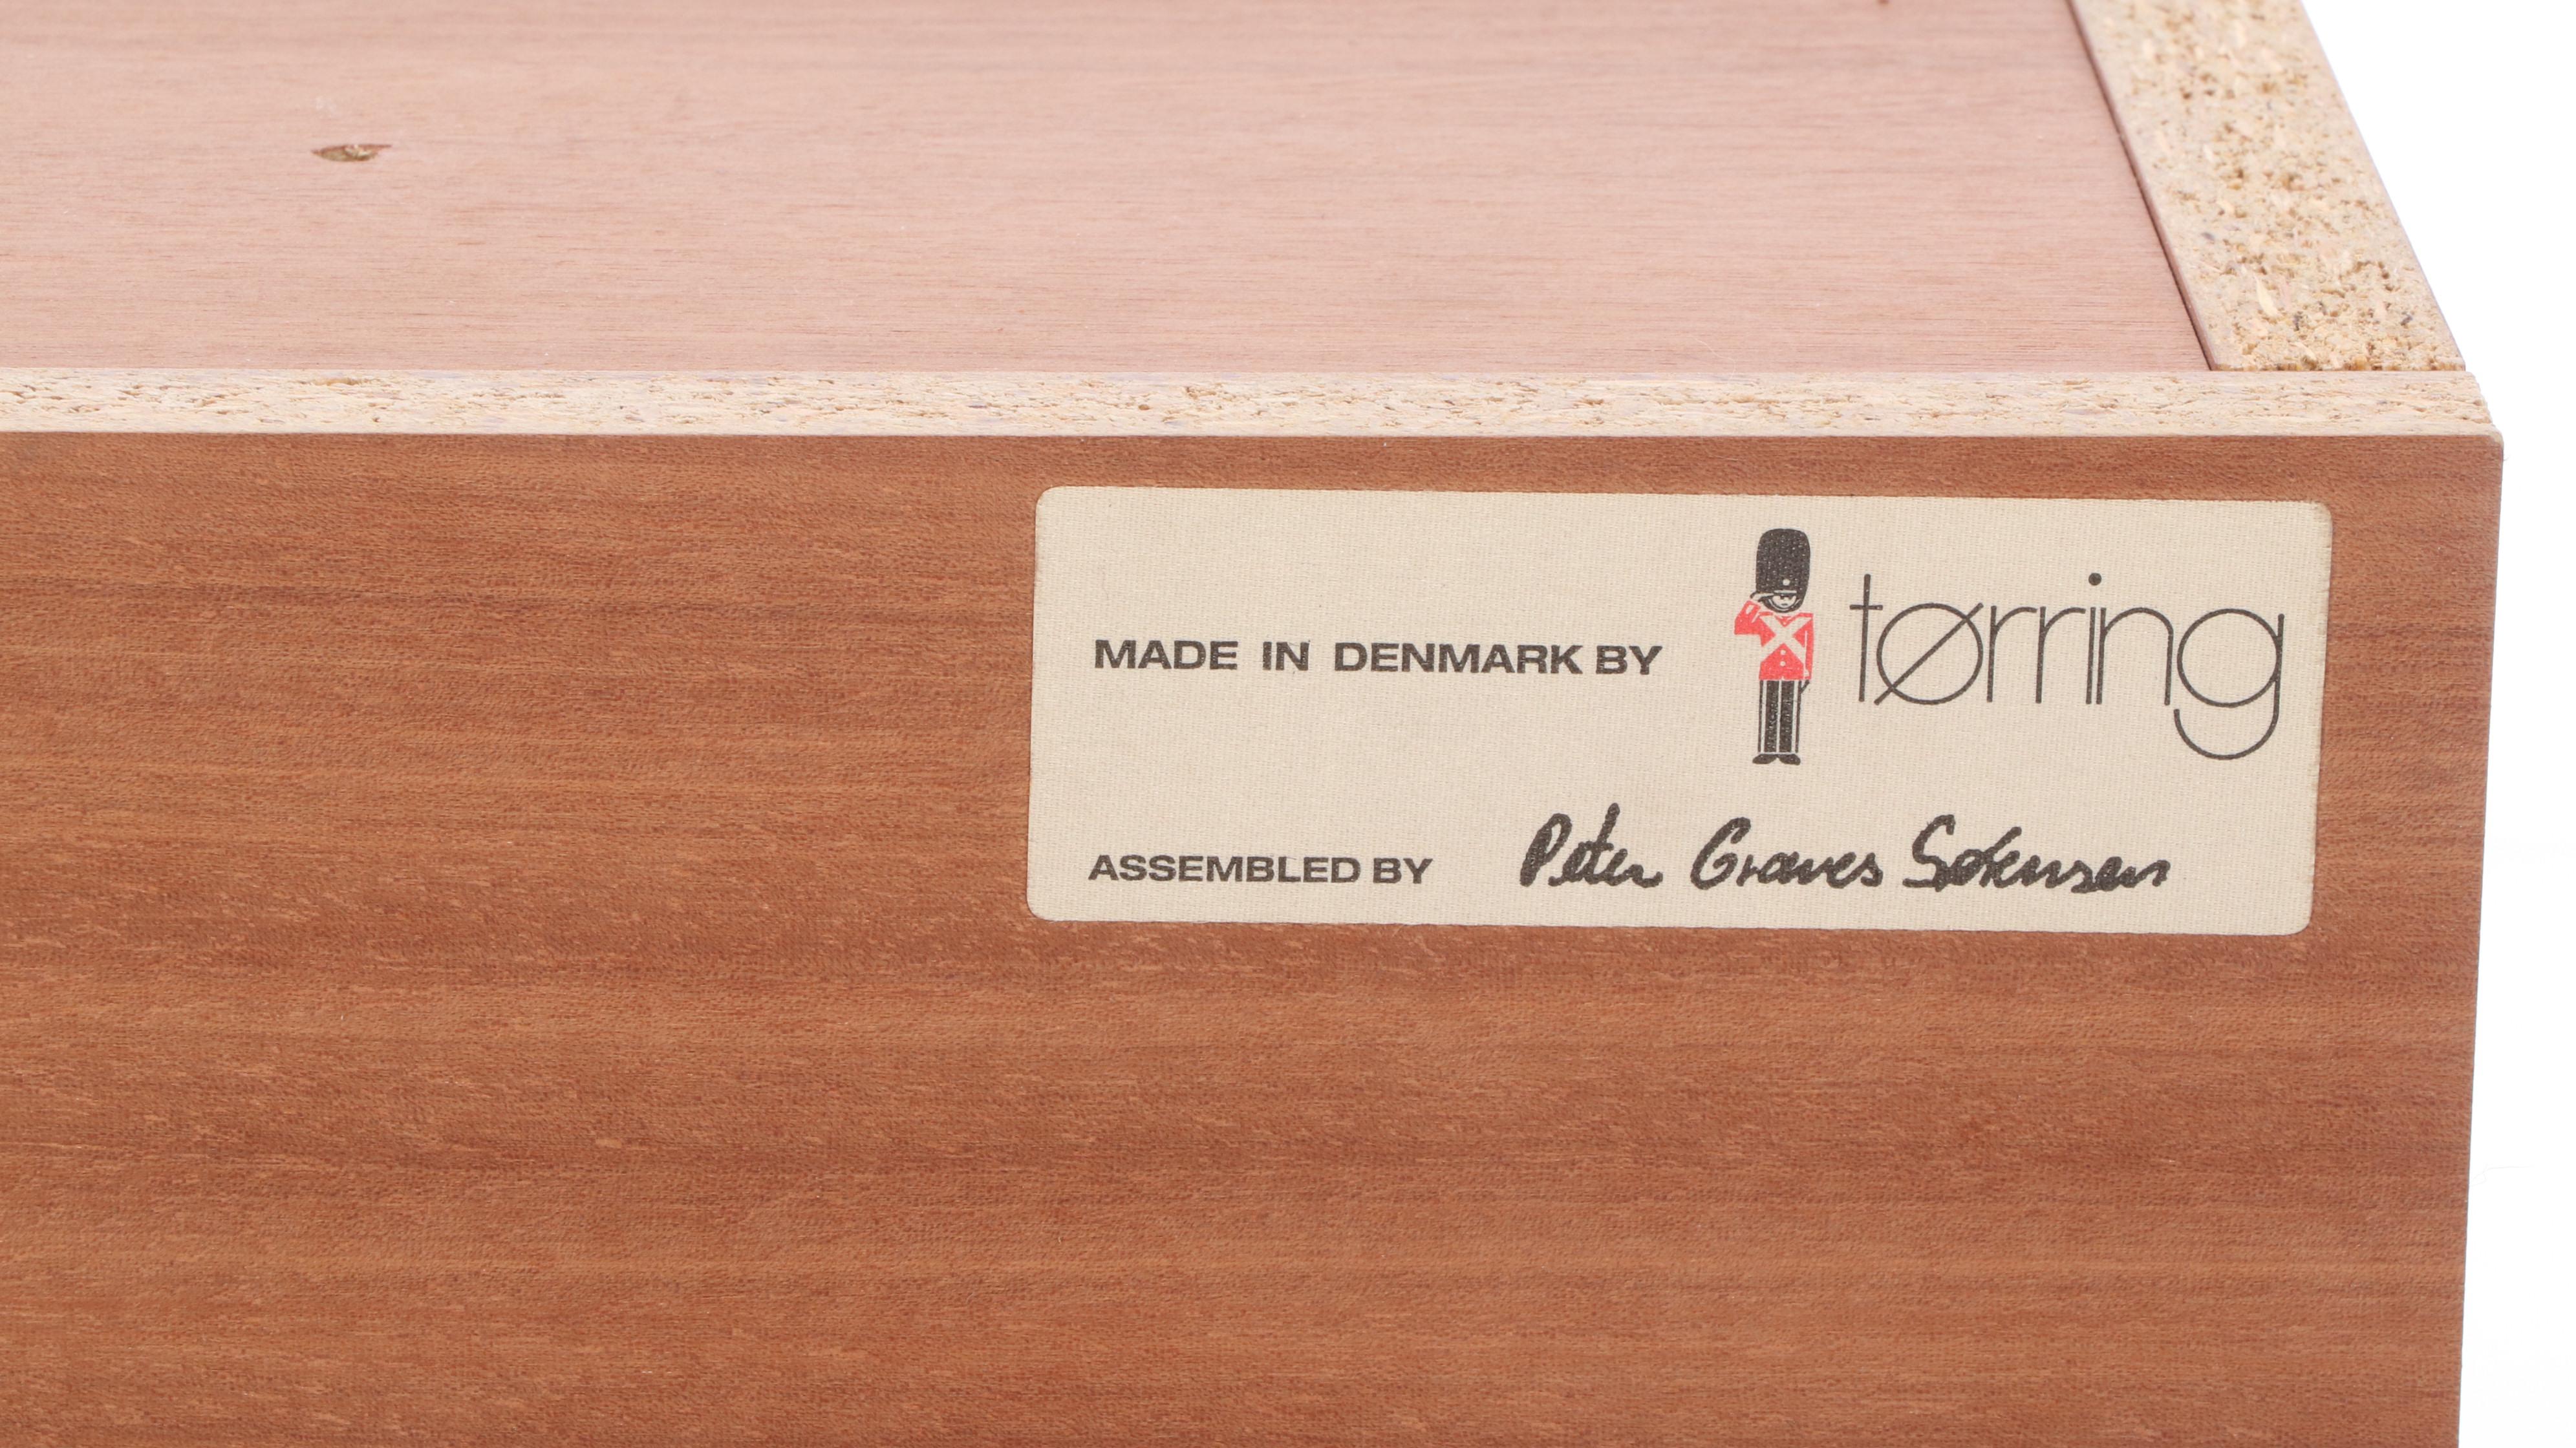 MADE IN DENMARK BY tørring
ASSEMBLED BY Peter Graves Sørensen